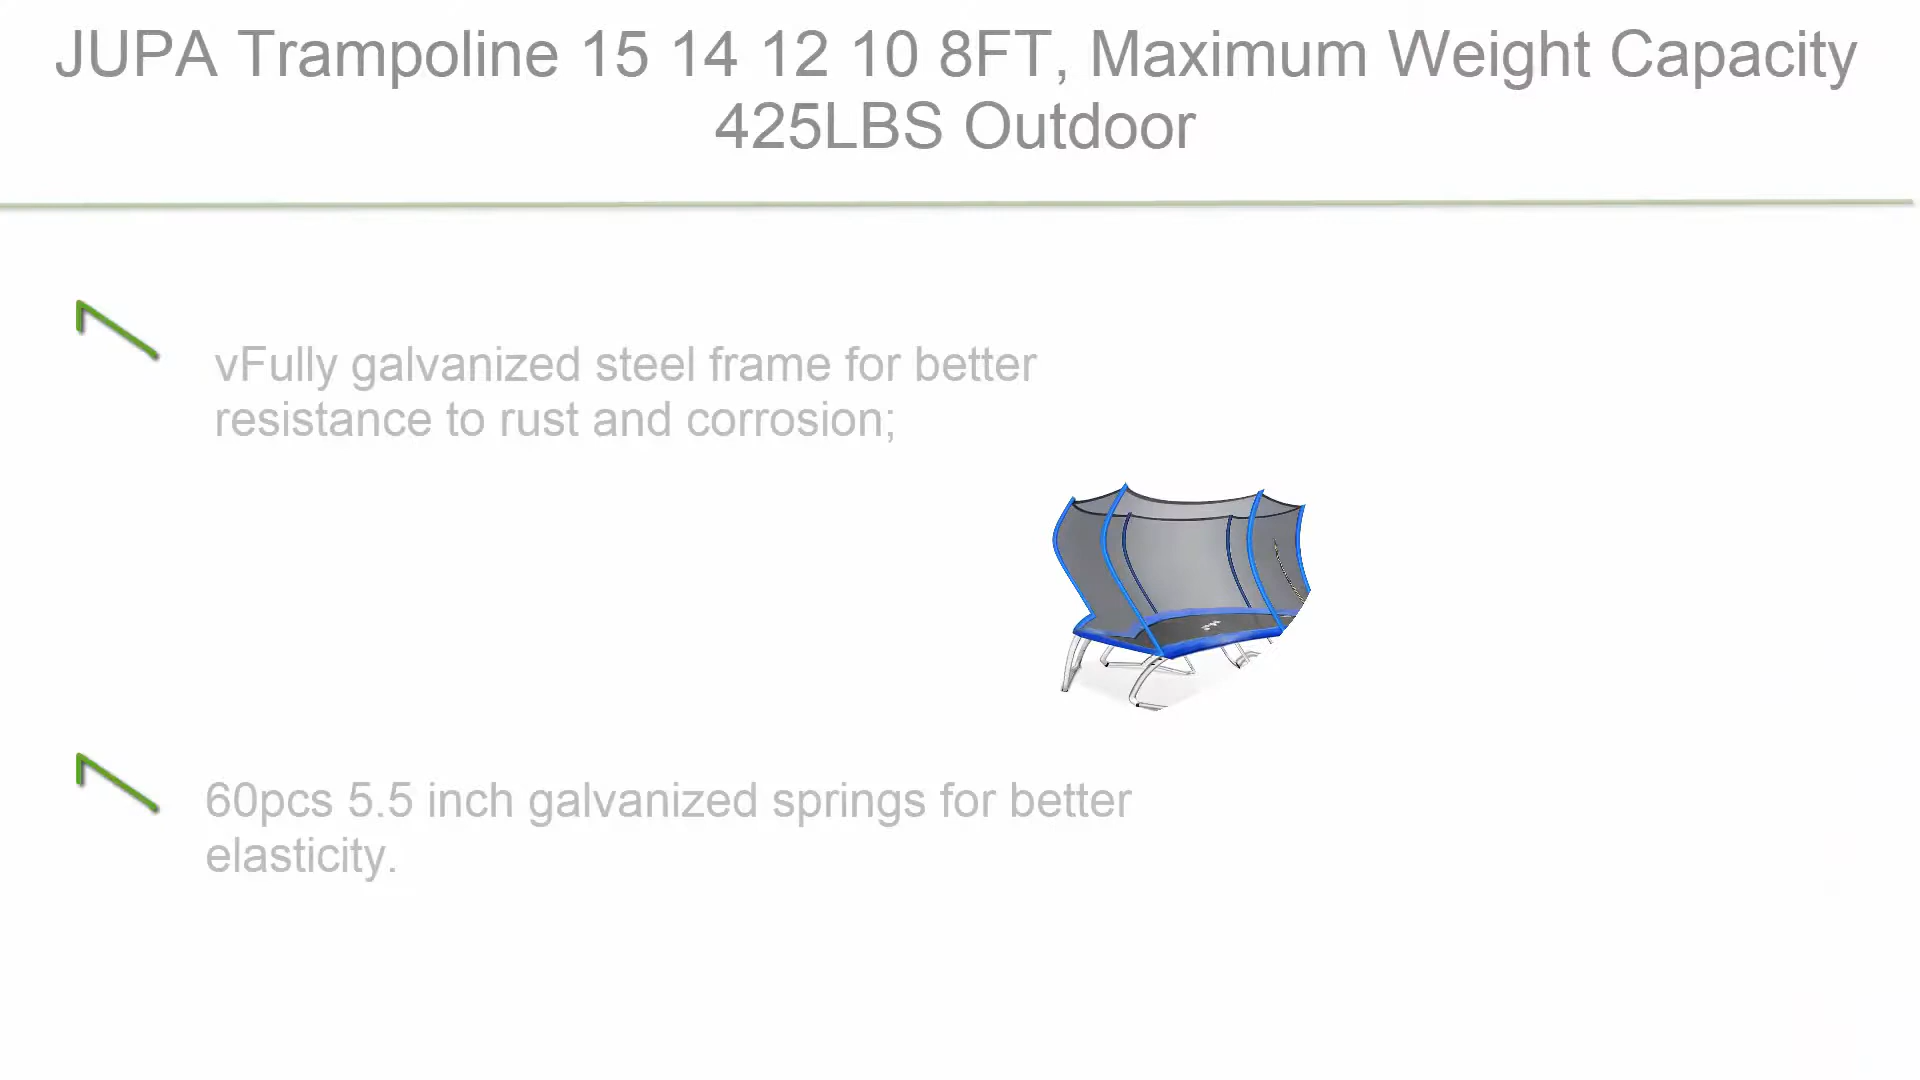 JUPA Trampoline 15 14 12 10 8FT, Maximum Weight Capacity
425LBS Outdoor
vFully galvanized steel frame for better
resistance to rust and corrosion;
60pcs 5.5 inch galvanized springs for better
elasticity.